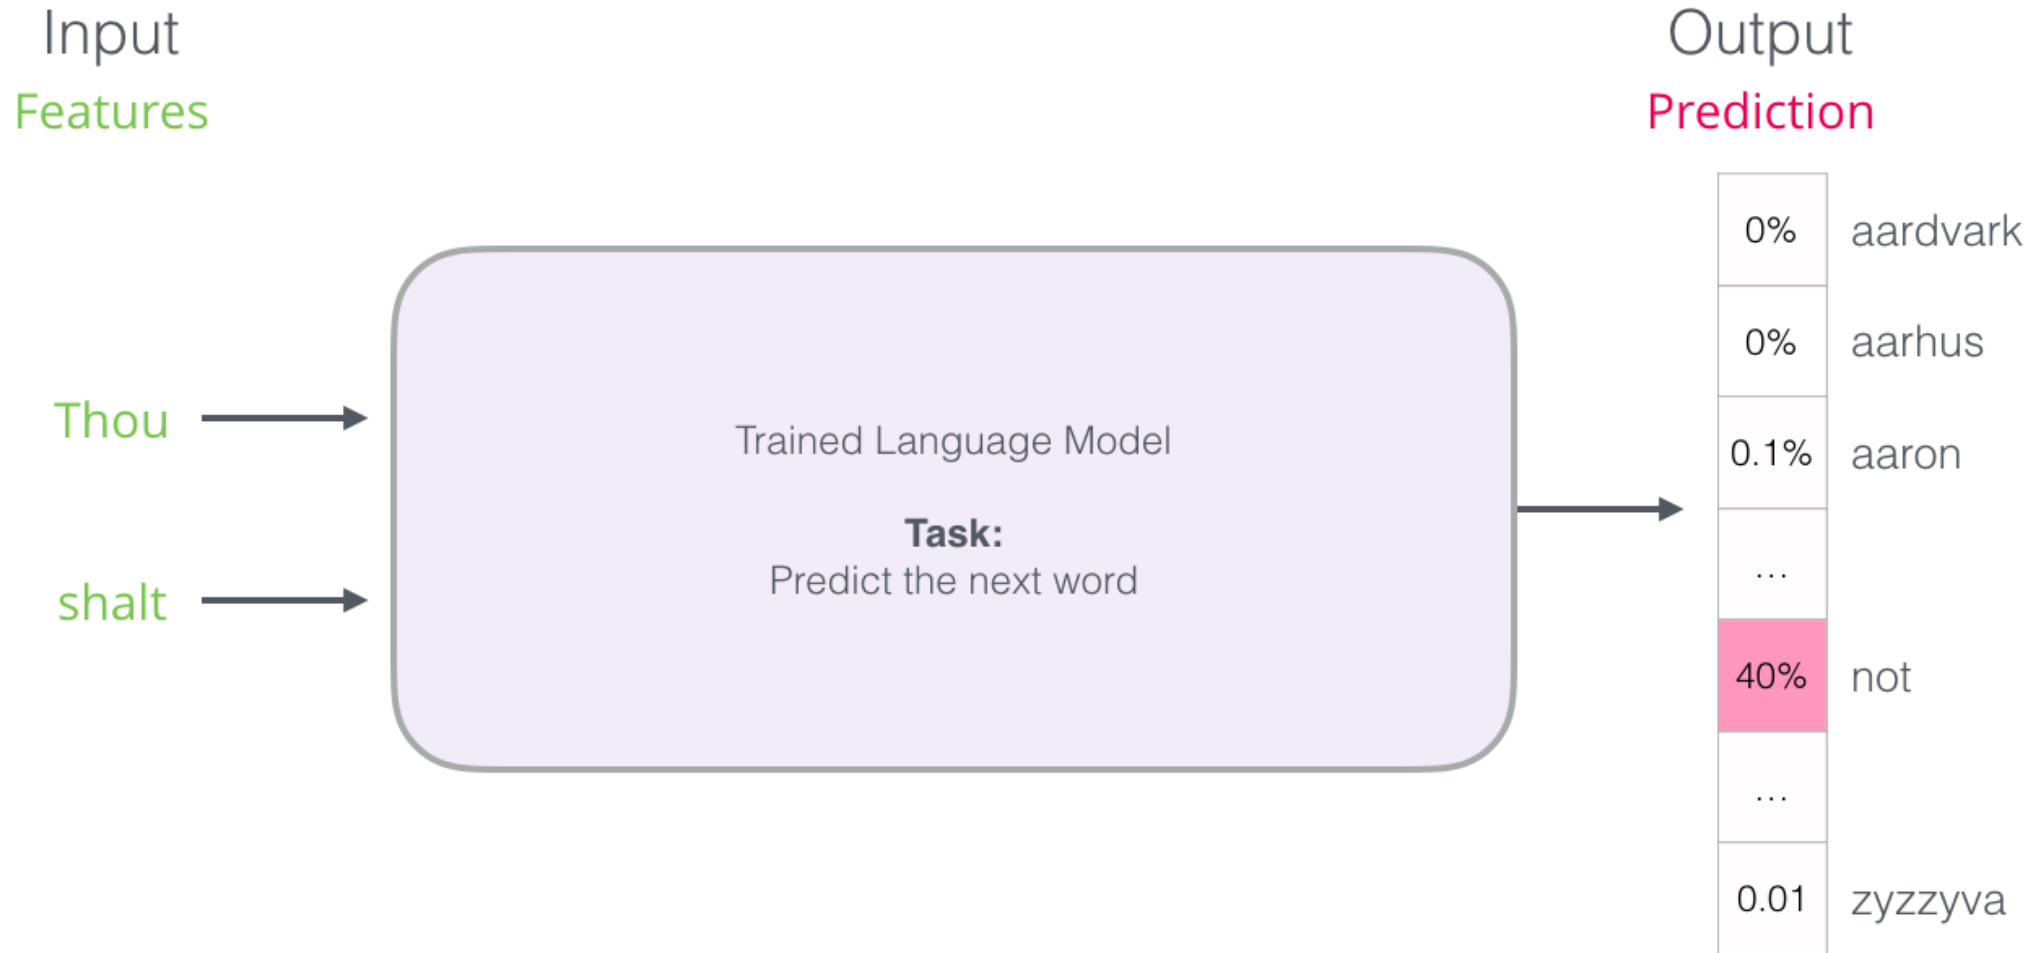 Input
Features
Thou
shalt
Trained Language Model
Task:
Predict the next word
Output
Prediction
0% aardvark
0% aarhus
0.1% aaron
...
40% not
...
0.01 zyzzyva